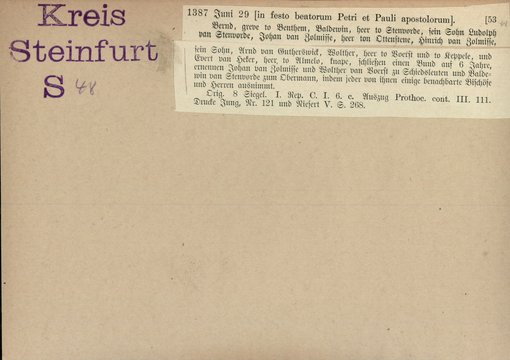 Kreis
Steinfurt
S 48
1387 Juni 29 [in festo beatorum Petri et Pauli apostolorum]. [53
Bernd, greve to Benthem, Baldewin, heer to Stenvorde, sein Sohn Ludolph
van Stenvorde, Johan van Zolmisse, heer ton Ottenstene, Hinrich van Zolmisse,
sein Sohn, Arnd van Gutherswick, Wolther, heer to Voerst und to Keppele, und
Evert van Heker, heer to Almelo, knape, schließen einen Bund auf 6 Jahre,
ernennen Johan van Zolmisse und Wolther van Voerst zu Schiedsleuten und Balde-
win van Stenvorde zum Obermann, indem jeder von ihnen einige benachbarte Bischöfe
und Herren ausnimmt.
Orig. 8 Siegel. I. Rep. C. I. 6. c. Auszug Prothoc. cont. III. 111.
Drucke Jung, Nr. 121 und Niesert V. S. 268.